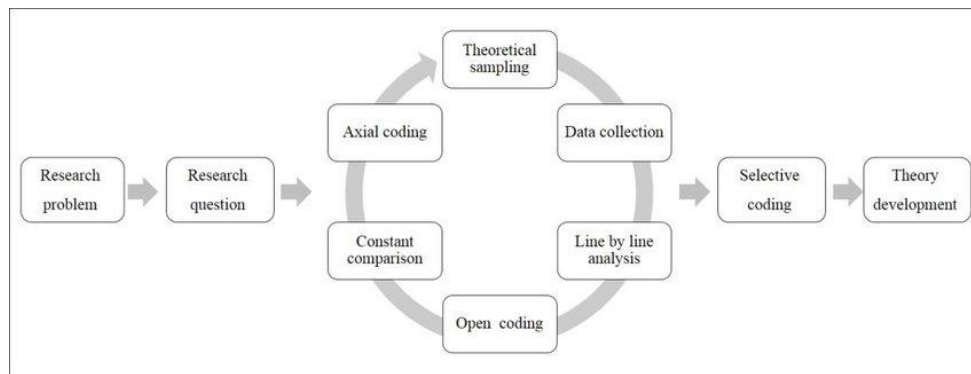 Research
problem
Research
question
Theoretical
sampling
Data collection
Line by line
analysis
Open coding
Constant
comparison
Axial coding
Selective
coding
Theory
development